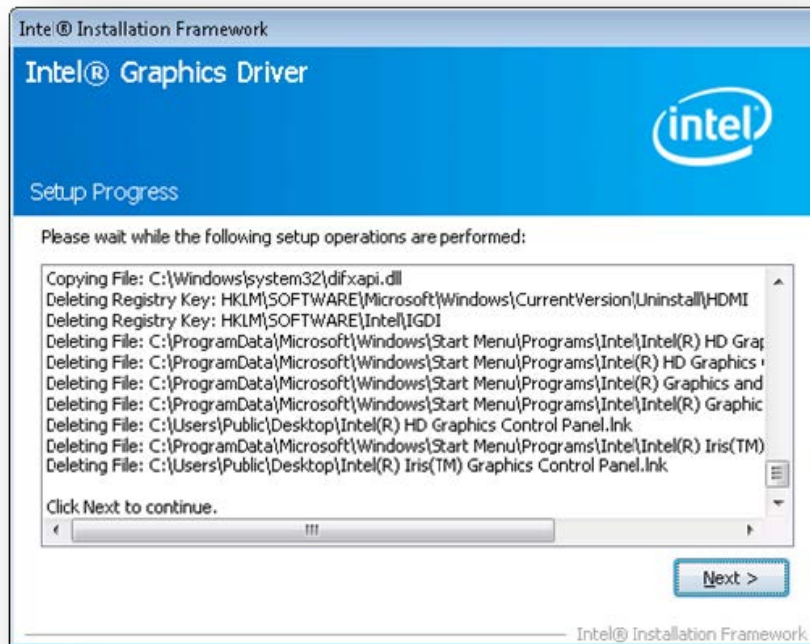 Intel® Installation Framework
Intel® Graphics Driver
intel
Setup Progress
Please wait while the following setup operations are performed:
Copying File: C:\Windows\system32\difxapi.dll
Deleting Registry Key: HKLM\SOFTWARE\Microsoft\Windows\CurrentVersion\Uninstall\HDMI
Deleting Registry Key: HKLM\SOFTWARE\Intel\IGDI
Deleting File: C:\ProgramData\Microsoft\Windows\Start Menu\Programs\Intel\Intel(R) HD Grap
Deleting File: C:\ProgramData\Microsoft\Windows\Start Menu\Programs\Intel\Intel(R) HD Graphics
Deleting File: C:\ProgramData\Microsoft\Windows\Start Menu\Programs\Intel\Intel(R) Graphics and
Deleting File: C:\ProgramData\Microsoft\Windows\Start Menu\Programs\Intel\Intel(R) Graphic
Deleting File: C:\Users\Public\Desktop\Intel(R) HD Graphics Control Panel.lnk
Deleting File: C:\ProgramData\Microsoft\Windows\Start Menu\Programs\Intel\Intel(R) Iris(TM)
Deleting File: C:\Users\Public\Desktop\Intel(R) Iris(TM) Graphics Control Panel.lnk
Click Next to continue.
Next >
Intel® Installation Framework